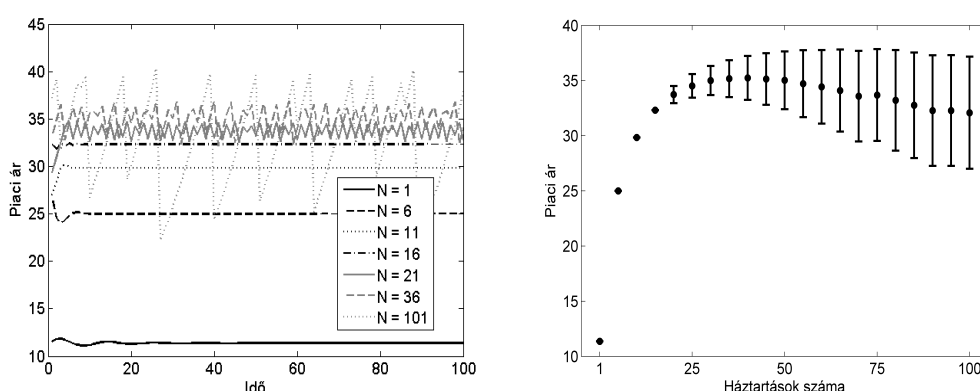 45
40
35
30
25
20
15
10
Piaci ár
0
20
40
60
80
100
Idő
N = 1
N = 6
N = 11
N = 16
N = 21
N = 36
N = 101
40
35
30
25
20
15
10
Piaci ár
1
25
50
75
100
Háztartások száma